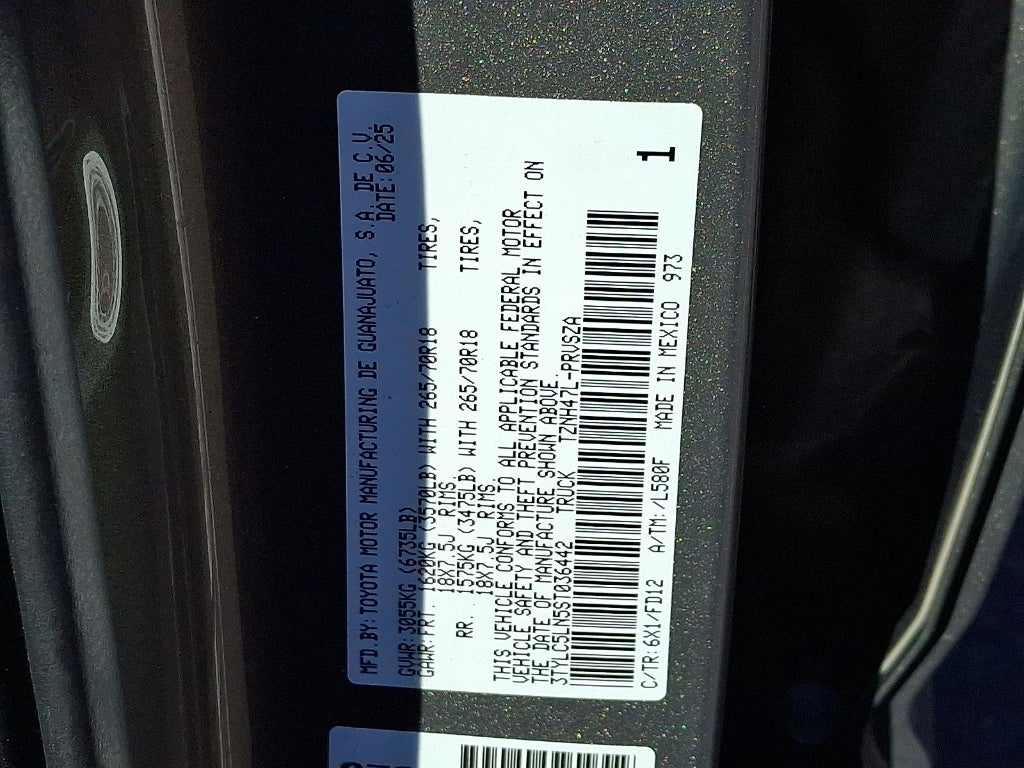 MFD.BY:TOYOTA MOTOR MANUFACTURING DE GUANAJUATO, S.A. DE C.V.
DATE:06/25
GVWR:3055KG (6735LB)
GAWR:FRT. 1620KG (3570LB) WITH 265/70R18 TIRES,
18X7.5J RIMS
RR. 1575KG (3475LB) WITH 265/70R18 TIRES,
18X7.5J RIMS
THIS VEHICLE CONFORMS TO ALL APPLICABLE FEDERAL MOTOR
VEHICLE SAFETY AND THEFT PREVENTION STANDARDS IN EFFECT ON
THE DATE OF MANUFACTURE SHOWN ABOVE.
3TYLC5LN5ST036442 TRUCK TZNH47L-PRVSZA
C/TR:6X1/FD12 A/TM:/L580F MADE IN MEXICO 973
1